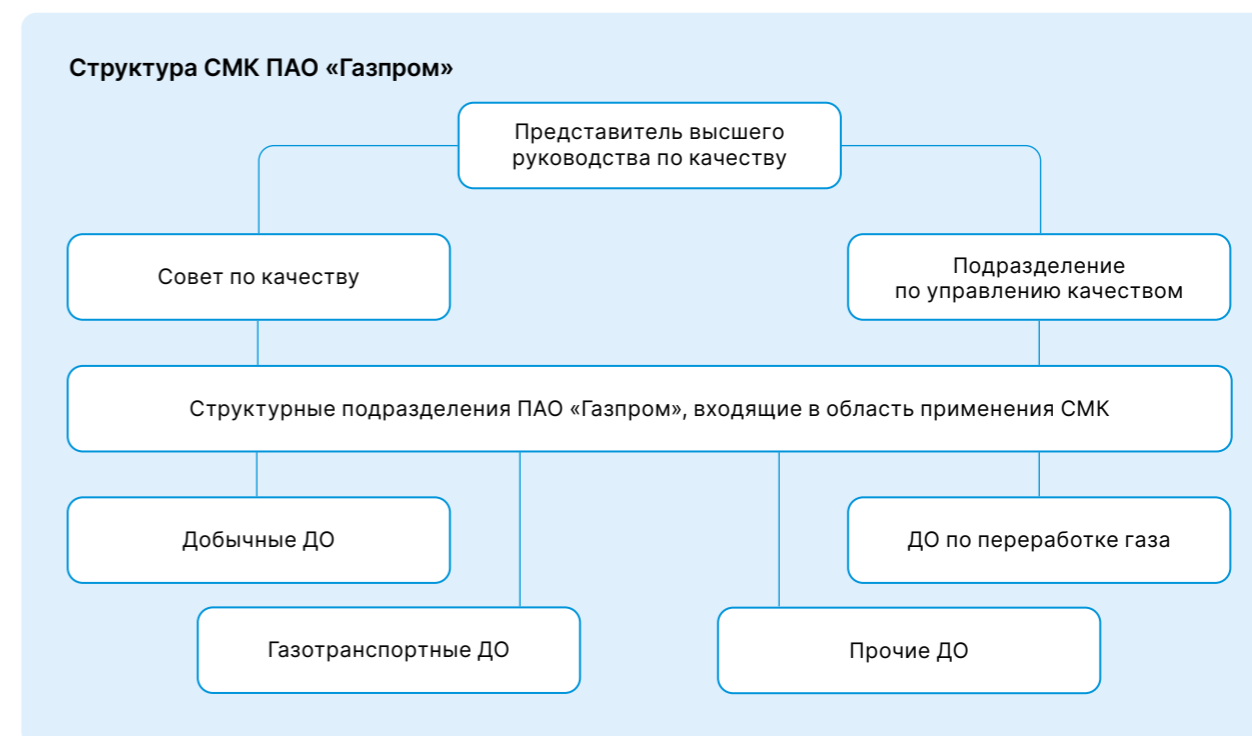 Структура СМК ПАО «Газпром»
Представитель высшего
руководства по качеству
Совет по качеству
Подразделение
по управлению качеством
Структурные подразделения ПАО «Газпром», входящие в область применения СМК
Добычные ДО
ДО по переработке газа
Газотранспортные ДО
Прочие ДО